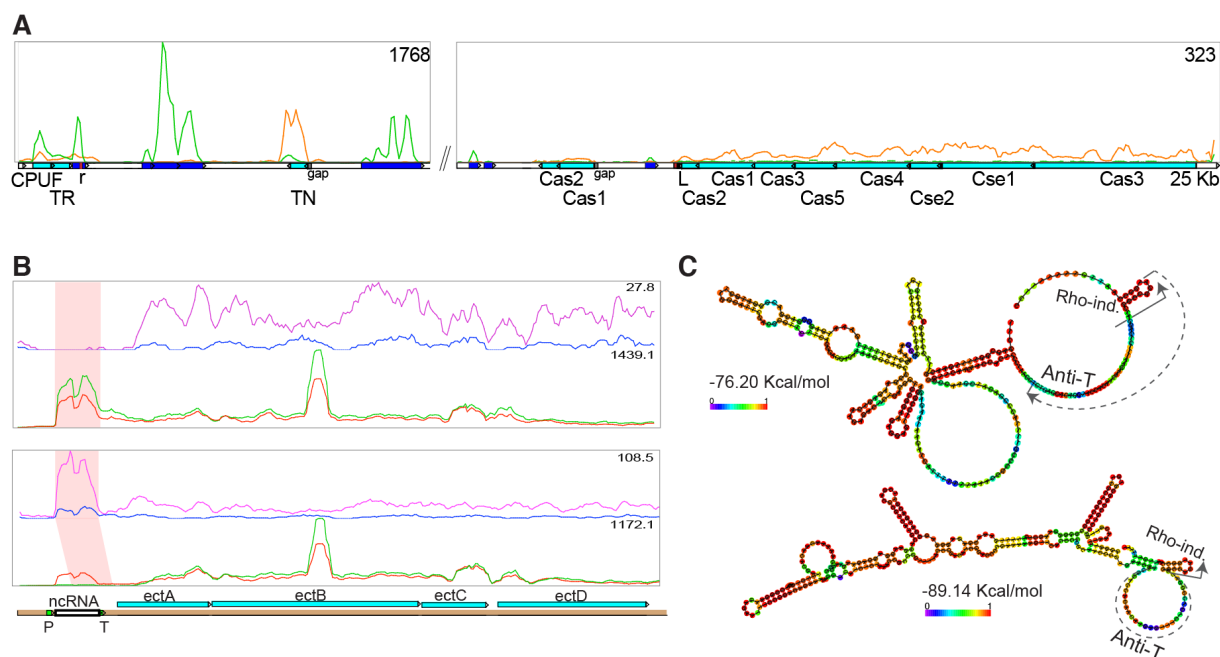 A
1768
323
CPUF r gap
TR TN
Cas2 gap L Cas1 Cas3 Cas4 Cse1 Cas3 25 Kb
Cas1 Cas2 Cas5 Cse2
B
27.8
1439.1
108.5
1172.1
ncRNA ectA ectB ectC ectD
P T
C
Rho-ind.
Anti-T
-76.20 Kcal/mol
0 1
Rho-ind.
-89.14 Kcal/mol
0 1
Anti-T